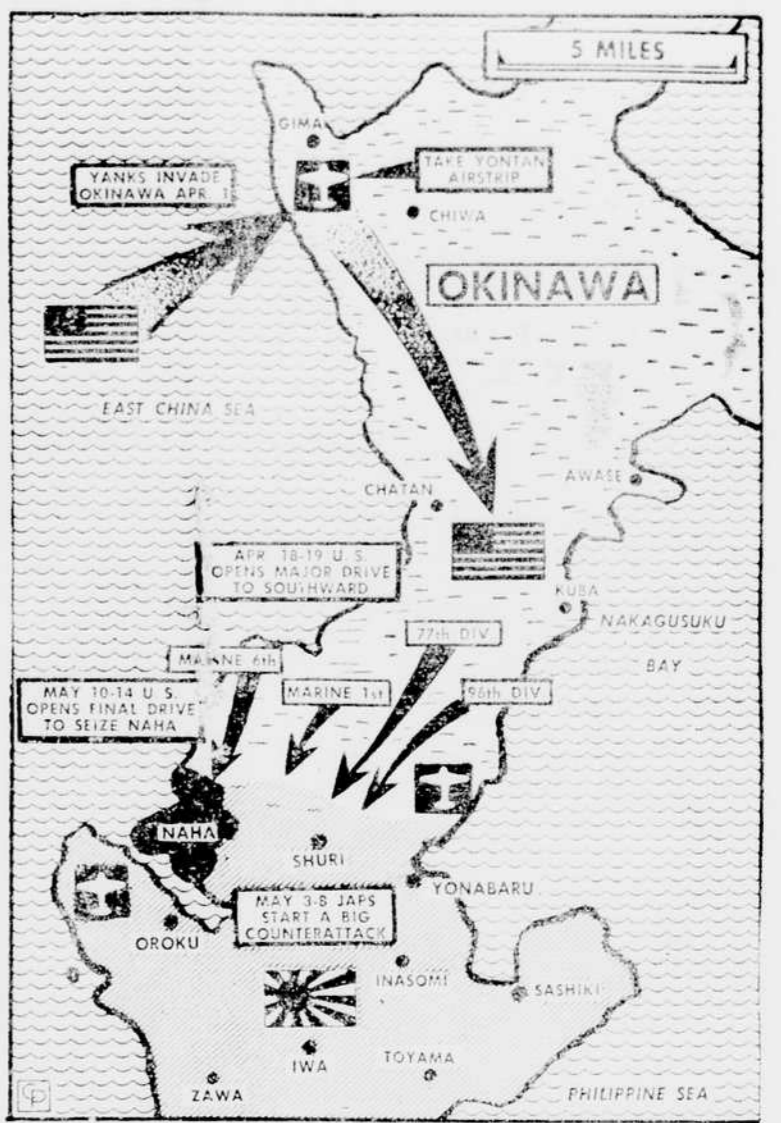 5 MILES
GIMA
YANKS INVADE
OKINAWA APR. 1
TAKE YONTAN
AIRSTRIP
CHIWA
OKINAWA
EAST CHINA SEA
AWASE
CHATAN
APR. 18-19 U. S.
OPENS MAJOR DRIVE
TO SOUTHWARD
KUBA
NAKAGUSUKU
BAY
77th DIV.
MARINE 6th
MAY 10-14 U. S.
OPENS FINAL DRIVE
TO SEIZE NAHA
MARINE 1st
96th DIV.
NAHA
SHURI
YONABARU
MAY 3-8 JAPS
START A BIG
COUNTERATTACK
OROKU
INASOMI
SASHIKI
IWA
TOYAMA
ZAWA
PHILIPPINE SEA
CP